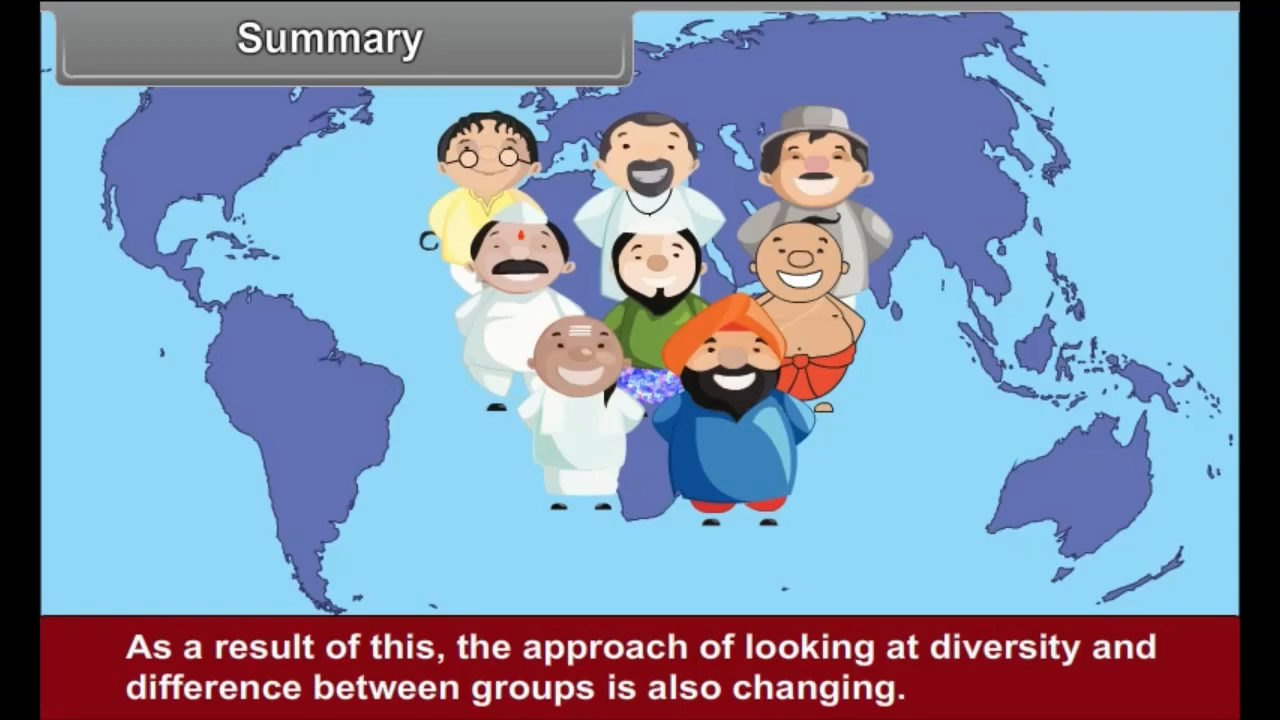 Summary
As a result of this, the approach of looking at diversity and
difference between groups is also changing.